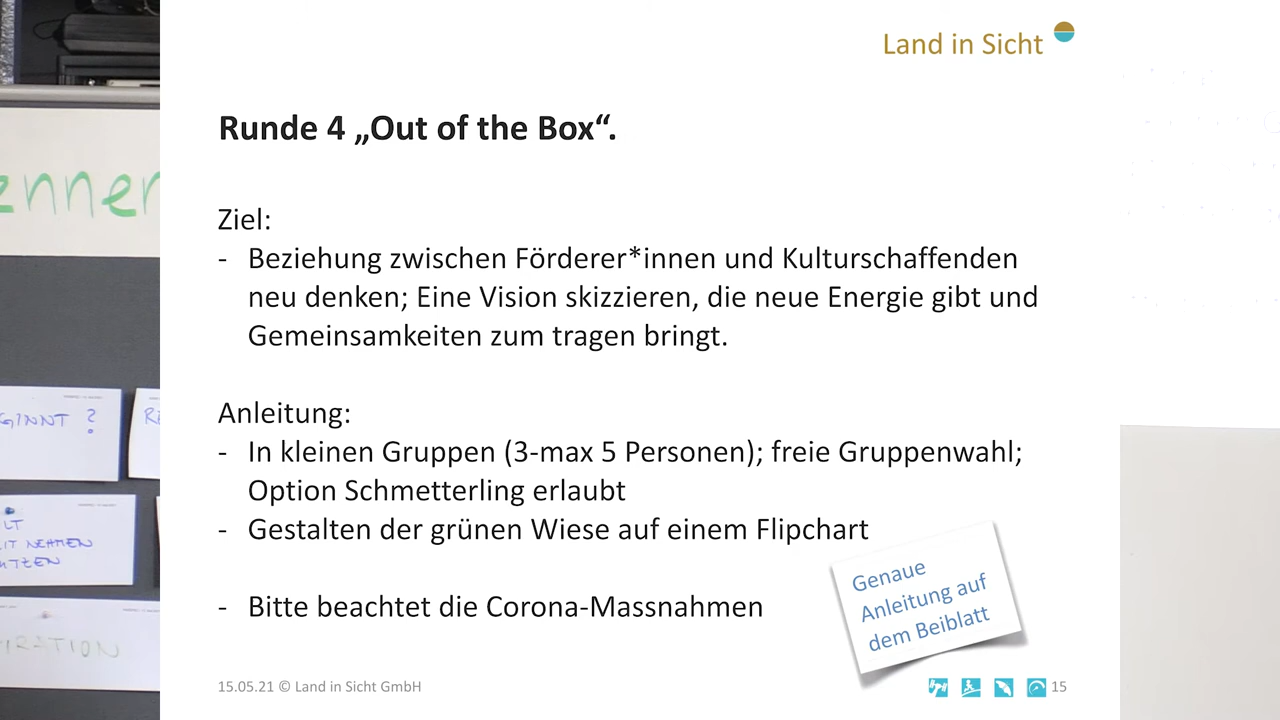 Land in Sicht
Runde 4 „Out of the Box“.
Ziel:
- Beziehung zwischen Förderer*innen und Kulturschaffenden
neu denken; Eine Vision skizzieren, die neue Energie gibt und
Gemeinsamkeiten zum tragen bringt.
Anleitung:
- In kleinen Gruppen (3-max 5 Personen); freie Gruppenwahl;
Option Schmetterling erlaubt
- Gestalten der grünen Wiese auf einem Flipchart
- Bitte beachtet die Corona-Massnahmen
Genaue
Anleitung auf
dem Beiblatt
15.05.21 © Land in Sicht GmbH
15